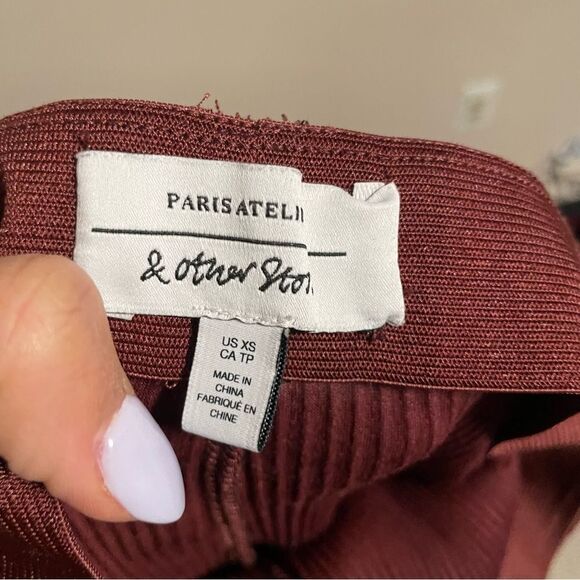 PARIS ATELI
& other Stor
US XS
CA TP
MADE IN
CHINA
FABRIQUÉ EN
CHINE